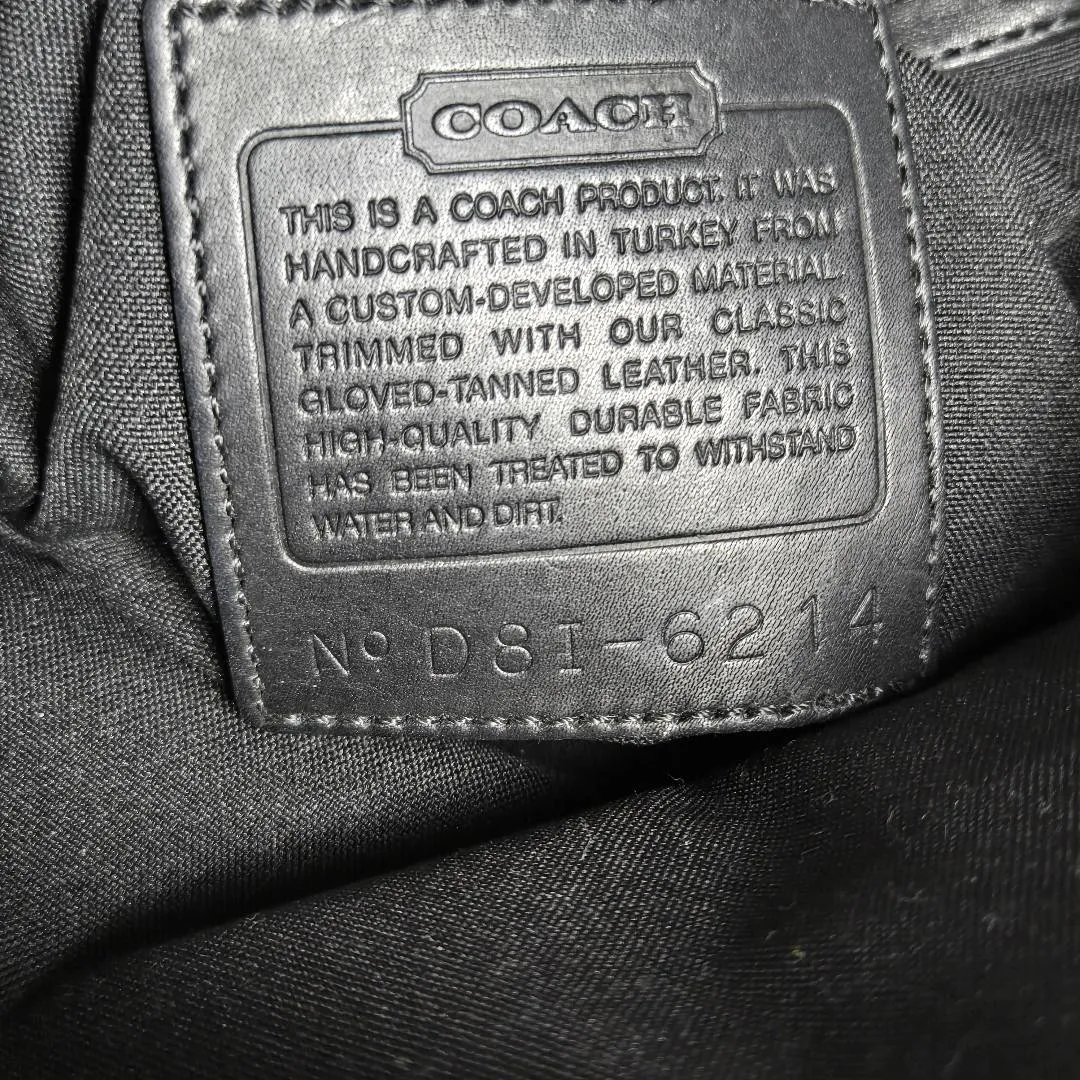 COACH
THIS IS A COACH PRODUCT. IT WAS
HANDCRAFTED IN TURKEY FROM
A CUSTOM-DEVELOPED MATERIAL
TRIMMED WITH OUR CLASSIC
GLOVED-TANNED LEATHER. THIS
HIGH-QUALITY DURABLE FABRIC
HAS BEEN TREATED TO WITHSTAND
WATER AND DIRT.
Nº D8I-6214